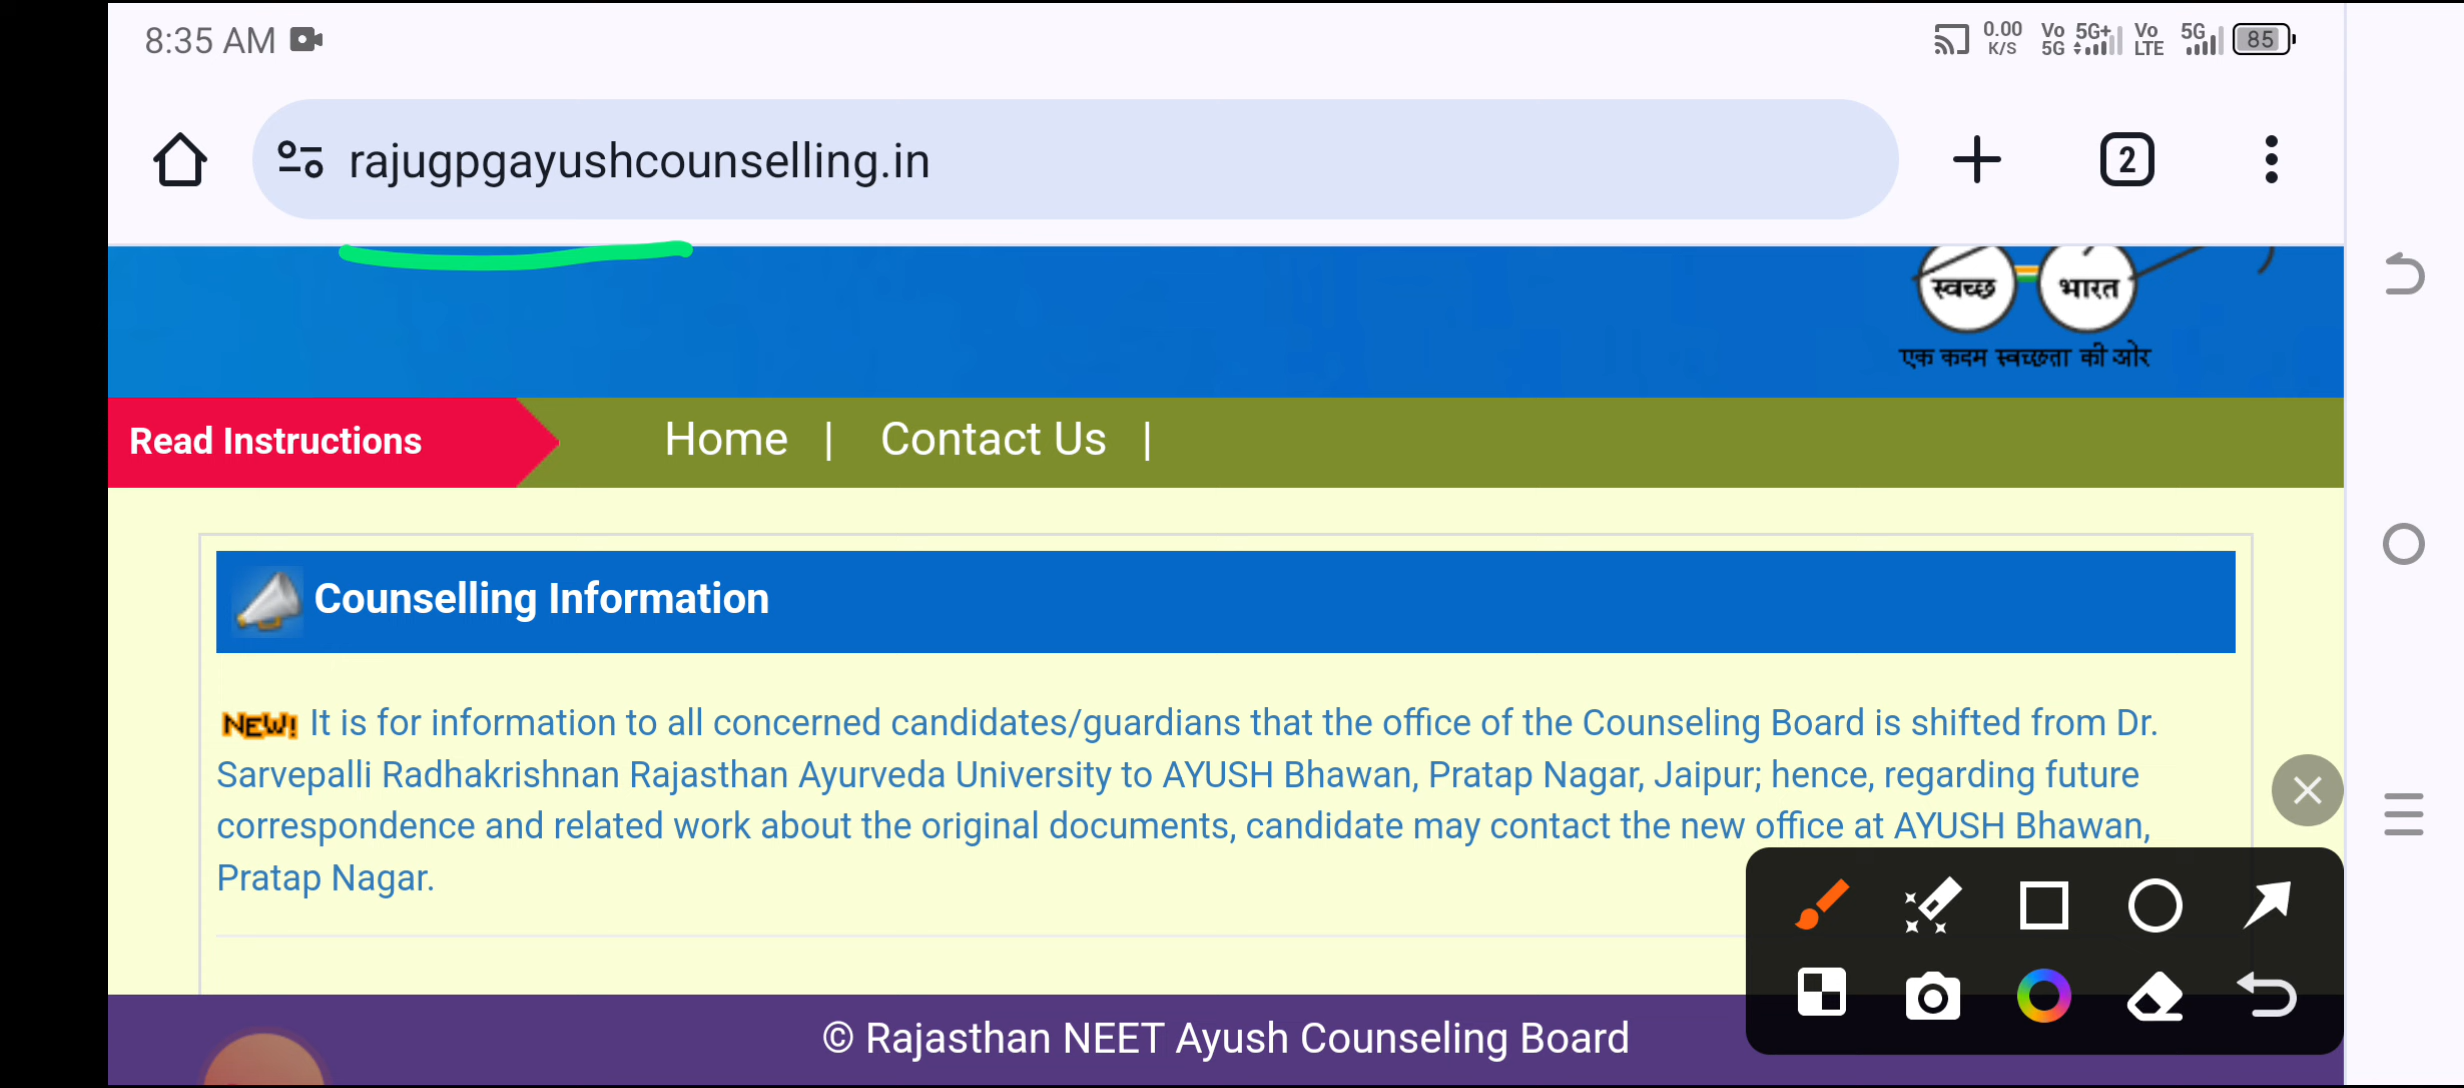 8:35 AM
0.00 K/S Vo 5G 5G+ Vo LTE 5G 85
rajugpgayushcounselling.in
2
स्वच्छ भारत
एक कदम स्वच्छता की ओर
Read Instructions Home | Contact Us |
Counselling Information
NEW! It is for information to all concerned candidates/guardians that the office of the Counseling Board is shifted from Dr.
Sarvepalli Radhakrishnan Rajasthan Ayurveda University to AYUSH Bhawan, Pratap Nagar, Jaipur; hence, regarding future
correspondence and related work about the original documents, candidate may contact the new office at AYUSH Bhawan,
Pratap Nagar.
© Rajasthan NEET Ayush Counseling Board